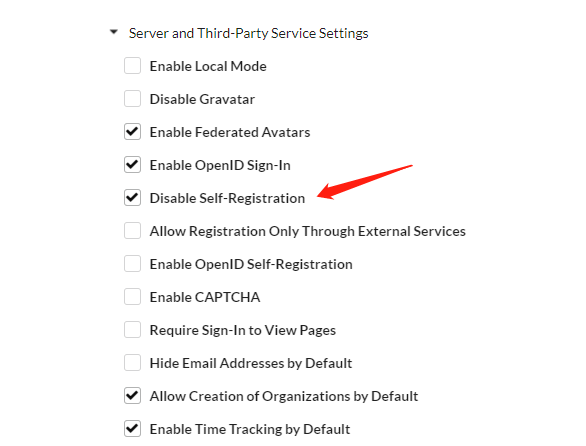 Server and Third-Party Service Settings
Enable Local Mode
Disable Gravatar
Enable Federated Avatars
Enable OpenID Sign-In
Disable Self-Registration
Allow Registration Only Through External Services
Enable OpenID Self-Registration
Enable CAPTCHA
Require Sign-In to View Pages
Hide Email Addresses by Default
Allow Creation of Organizations by Default
Enable Time Tracking by Default